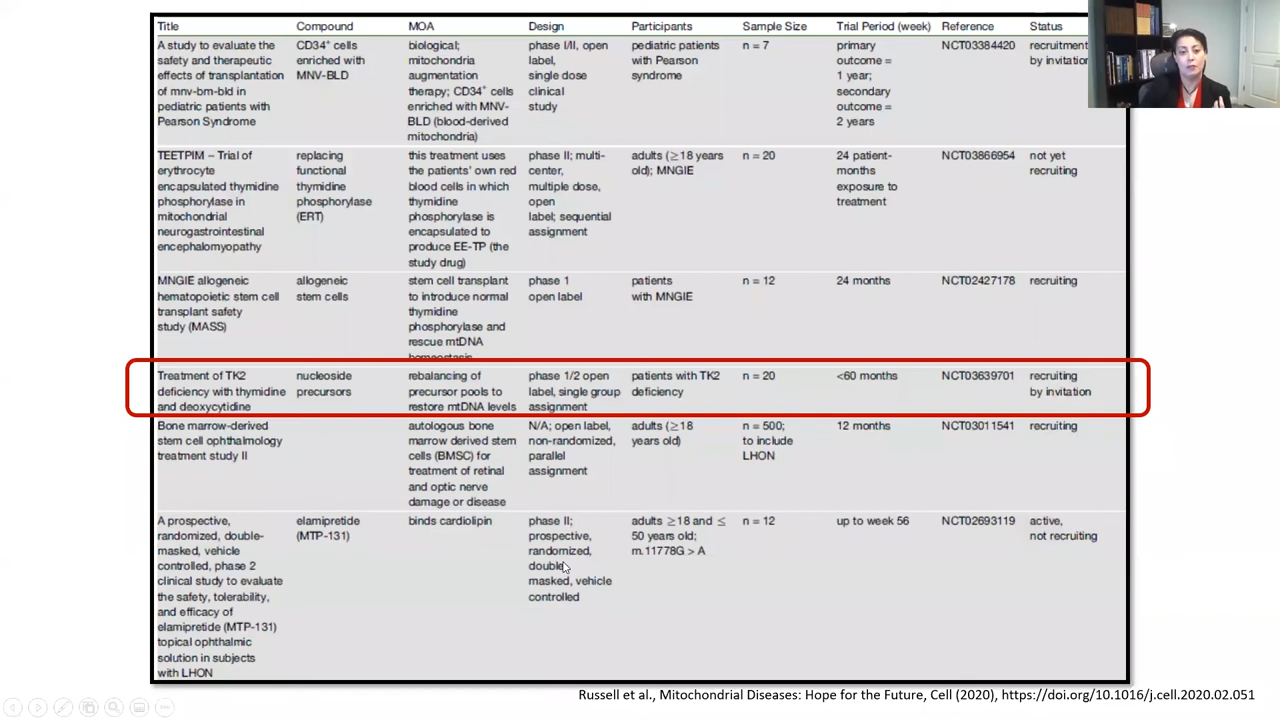 Title Compound MOA Design Participants Sample Size Trial Period (week) Reference Status
A study to evaluate the
safety and therapeutic
effects of transplantation
of mnv-bm-bld in
pediatric patients with
Pearson Syndrome
CD34+ cells
enriched with
MNV-BLD
biological;
mitochondria
augmentation
therapy; CD34+ cells
enriched with MNV-
BLD (blood-derived
mitochondria)
phase I/II, open
label,
single dose
clinical
study
pediatric patients
with Pearson
syndrome
n = 7
primary
outcome =
1 year;
secondary
outcome =
2 years
NCT03384420
recruitment
by invitation
TEETPIM – Trial of
erythrocyte
encapsulated thymidine
phosphorylase in
mitochondrial
neurogastrointestinal
encephalomyopathy
replacing
functional
thymidine
phosphorylase
(ERT)
this treatment uses
the patients' own red
blood cells in which
thymidine
phosphorylase is
encapsulated to
produce EE-TP (the
study drug)
phase II; multi-
center,
multiple dose,
open
label; sequential
assignment
adults (≥18 years
old); MNGIE
n = 20
24 patient-
months
exposure to
treatment
NCT03866954
not yet
recruiting
MNGIE allogeneic
hematopoietic stem cell
transplant safety
study (MASS)
allogeneic
stem cells
stem cell transplant
to introduce normal
thymidine
phosphorylase and
rescue mtDNA
homeostasis
phase 1
open label
patients
with MNGIE
n = 12
24 months
NCT02427178
recruiting
Treatment of TK2
deficiency with thymidine
and deoxycytidine
nucleoside
precursors
rebalancing of
precursor pools to
restore mtDNA levels
phase 1/2 open
label, single group
assignment
patients with TK2
deficiency
n = 20
<60 months
NCT03639701
recruiting
by invitation
Bone marrow-derived
stem cell ophthalmology
treatment study II
autologous bone
marrow derived stem
cells (BMSC) for
treatment of retinal
and optic nerve
damage or disease
N/A; open label,
non-randomized,
parallel
assignment
adults (≥18
years old)
n = 500;
to include
LHON
12 months
NCT03011541
recruiting
A prospective,
randomized, double-
masked, vehicle
controlled, phase 2
clinical study to evaluate
the safety, tolerability,
and efficacy of
elamipretide (MTP-131)
topical ophthalmic
solution in subjects
with LHON
elamipretide
(MTP-131)
binds cardiolipin
phase II;
prospective,
randomized,
double
masked, vehicle
controlled
adults ≥18 and ≤
50 years old;
m.11778G > A
n = 12
up to week 56
NCT02693119
active,
not recruiting
Russell et al., Mitochondrial Diseases: Hope for the Future, Cell (2020), https://doi.org/10.1016/j.cell.2020.02.051